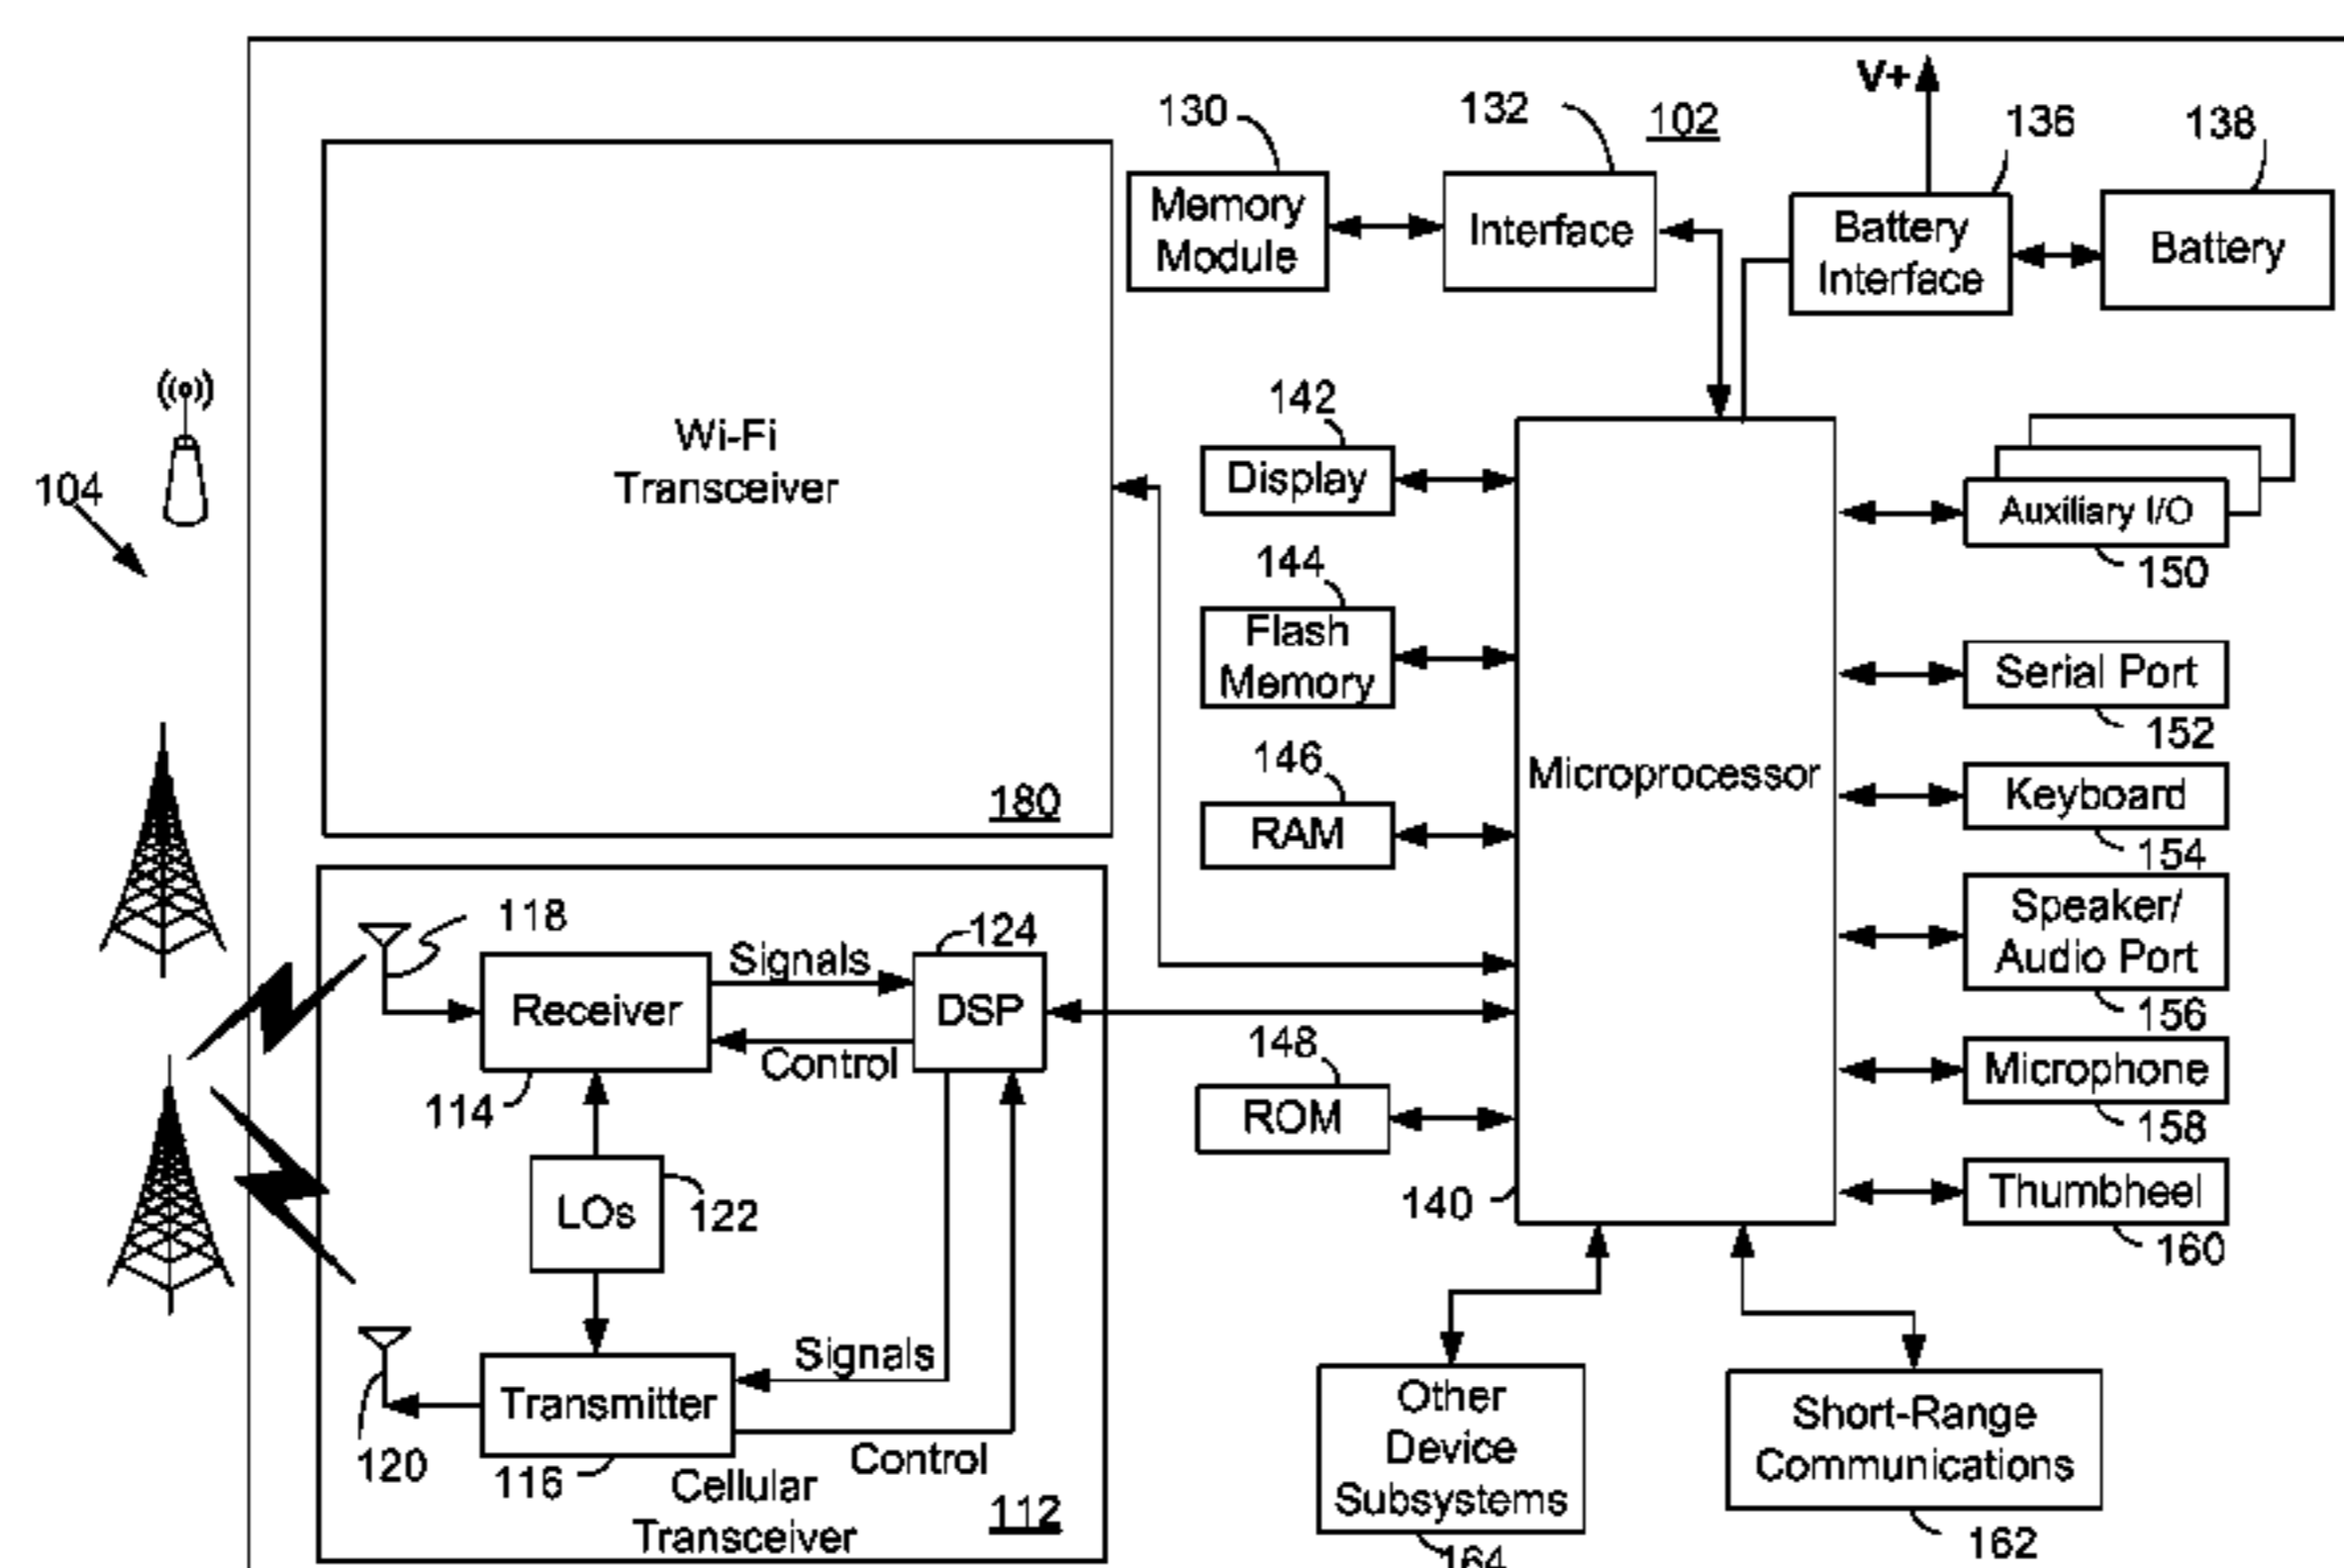 V+
130
132
102
136
138
Memory
Module
Interface
Battery
Interface
Battery
142
Wi-Fi
Transceiver
Display
104
Auxiliary I/O
150
144
Flash
Memory
Serial Port
152
146
Microprocessor
180
RAM
Keyboard
154
118
124
Signals
Speaker/
Audio Port
156
Receiver
DSP
Control
148
114
ROM
Microphone
158
LOs
122
140
Thumbheel
160
Signals
Transmitter
120
116
Control
Cellular
Transceiver
112
Other
Device
Subsystems
164
Short-Range
Communications
162